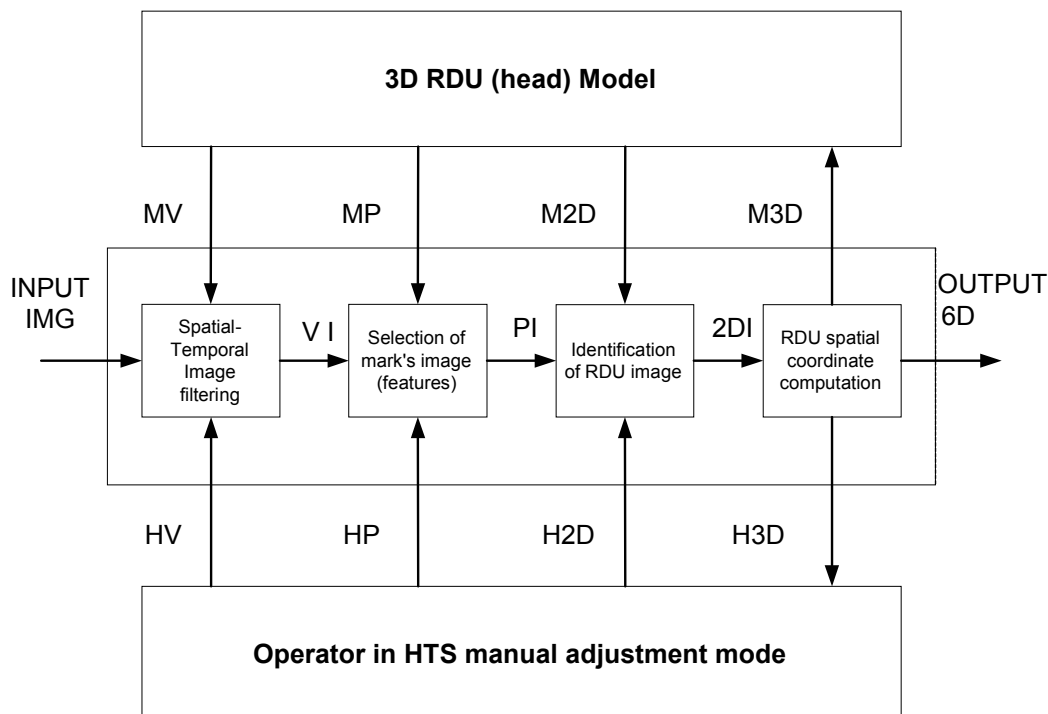 3D RDU (head) Model
MV
MP
M2D
M3D
INPUT
IMG
OUTPUT
6D
Spatial-
Temporal
Image
filtering
V I
Selection of
mark's image
(features)
PI
Identification
of RDU image
2DI
RDU spatial
coordinate
computation
HV
HP
H2D
H3D
Operator in HTS manual adjustment mode